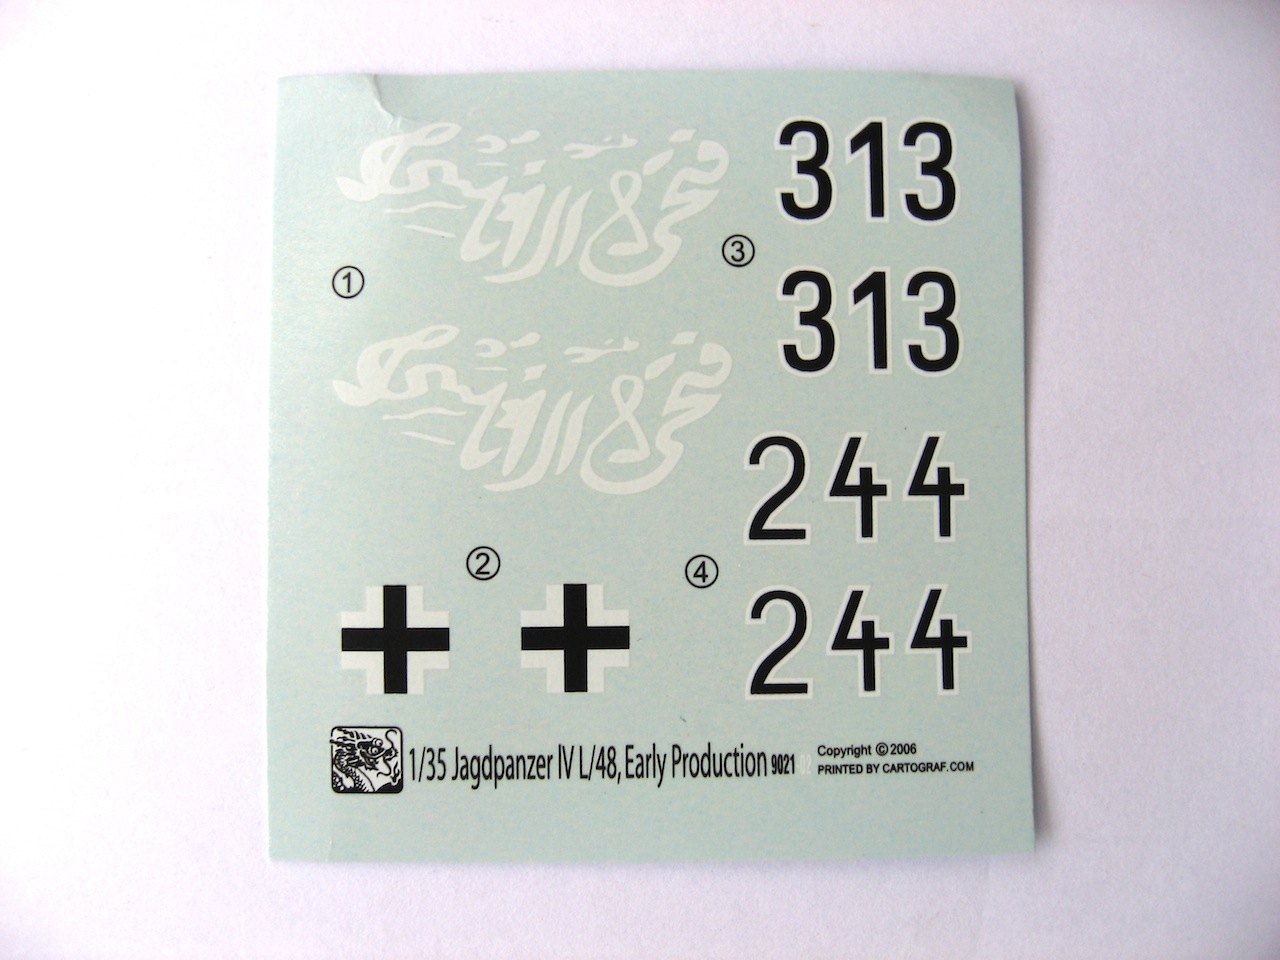 313
①
③
313
244
②
④
244
1/35 Jagdpanzer IV L/48, Early Production 9021-02
Copyright © 2006
PRINTED BY CARTOGRAF.COM